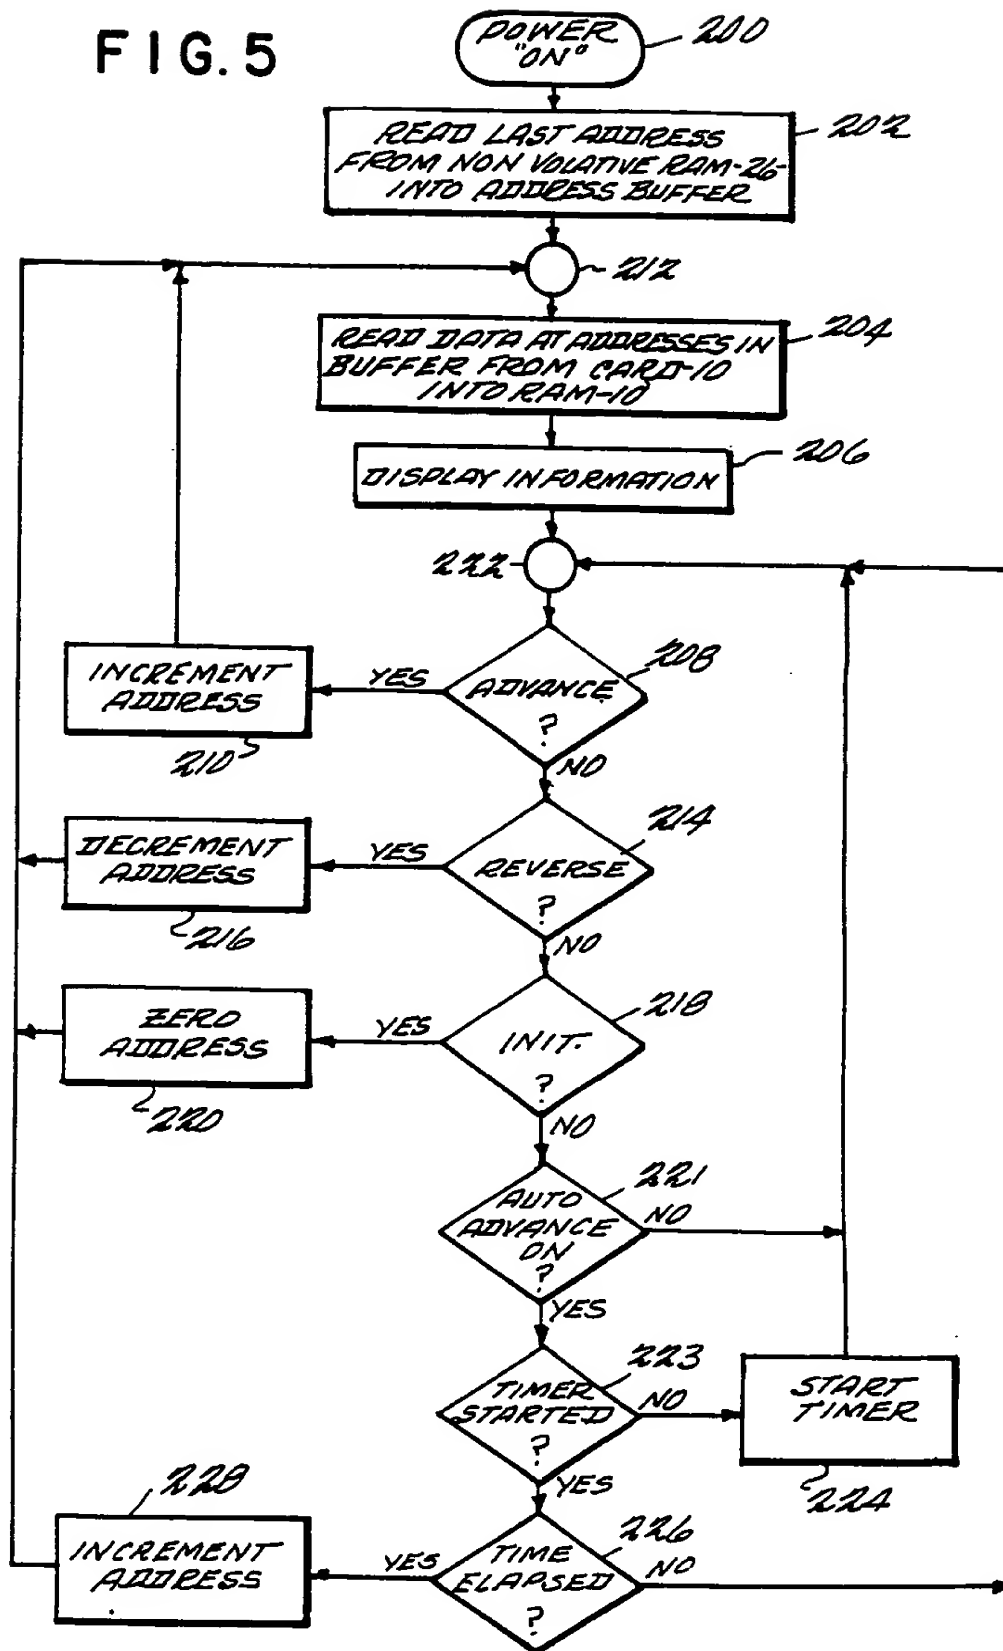 FIG. 5
POWER
"ON"
200
READ LAST ADDRESS
FROM NON VOLATIVE RAM-26-
INTO ADDRESS BUFFER
202
212
READ DATA AT ADDRESSES IN
BUFFER FROM CARD-10
INTO RAM-10
204
DISPLAY INFORMATION
206
222
ADVANCE
?
208
YES
INCREMENT
ADDRESS
210
NO
REVERSE
?
214
YES
DECREMENT
ADDRESS
216
NO
INIT.
?
218
YES
ZERO
ADDRESS
220
NO
AUTO
ADVANCE
ON
?
221
NO
YES
TIMER
STARTED
?
223
NO
START
TIMER
224
YES
TIME
ELAPSED
?
226
NO
YES
INCREMENT
ADDRESS
228